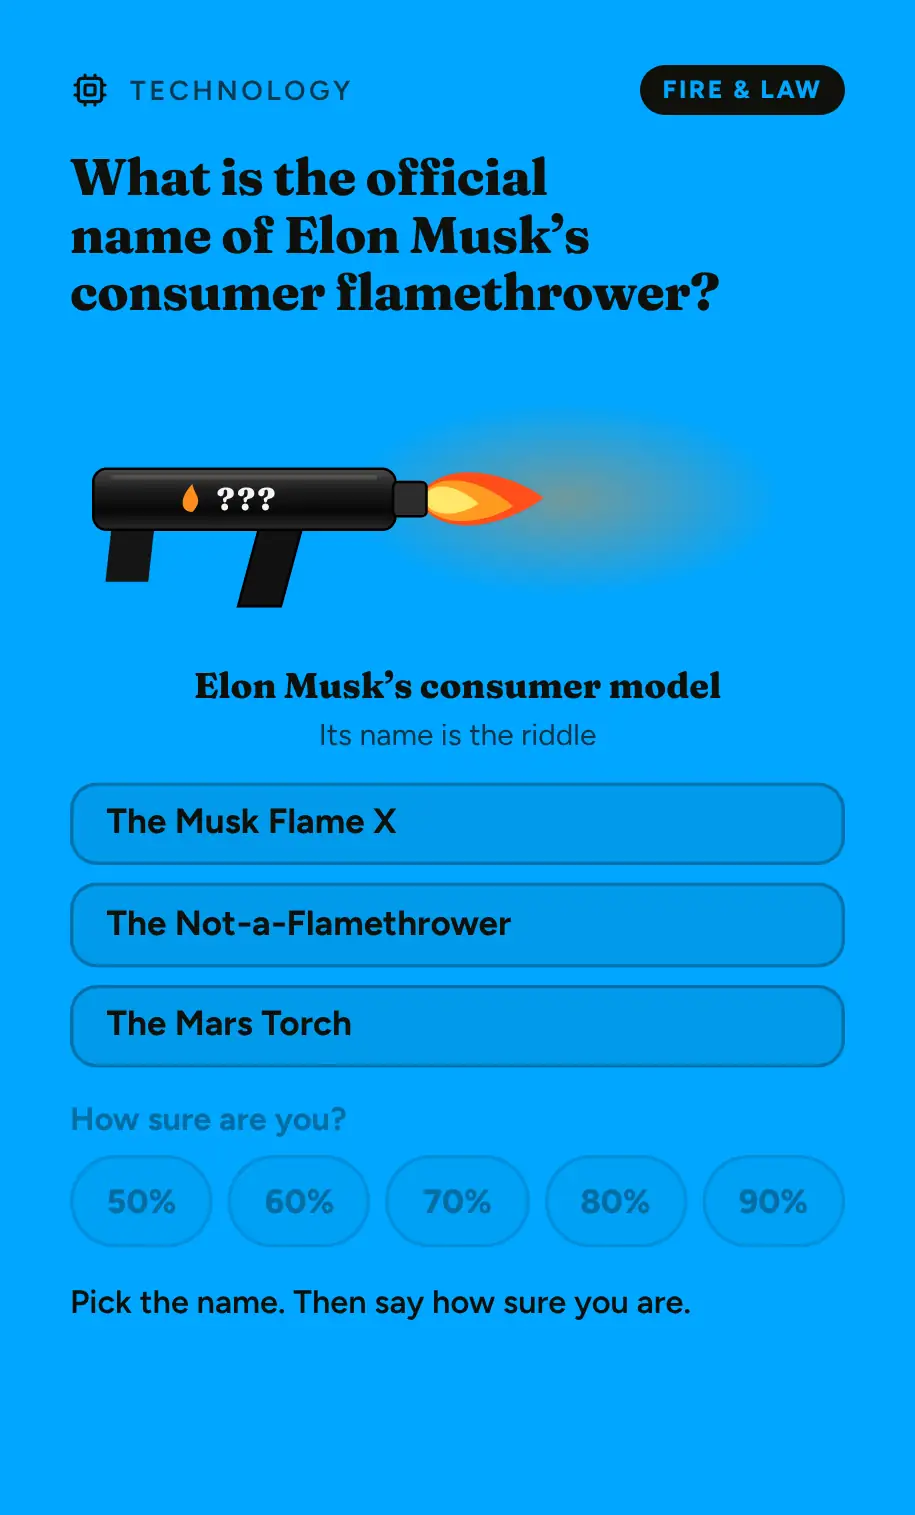 TECHNOLOGY
FIRE & LAW
What is the official
name of Elon Musk’s
consumer flamethrower?
???
Elon Musk’s consumer model
Its name is the riddle
The Musk Flame X
The Not-a-Flamethrower
The Mars Torch
How sure are you?
50%
60%
70%
80%
90%
Pick the name. Then say how sure you are.